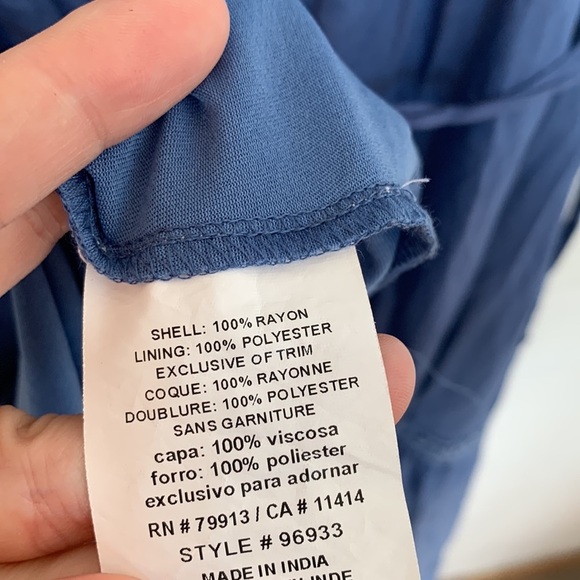 SHELL: 100% RAYON
LINING: 100% POLYESTER
EXCLUSIVE OF TRIM
COQUE: 100% RAYONNE
DOUBLURE: 100% POLYESTER
SANS GARNITURE
capa: 100% viscosa
forro: 100% poliester
exclusivo para adornar
RN # 79913 / CA # 11414
STYLE # 96933
MADE IN INDIA
INDE